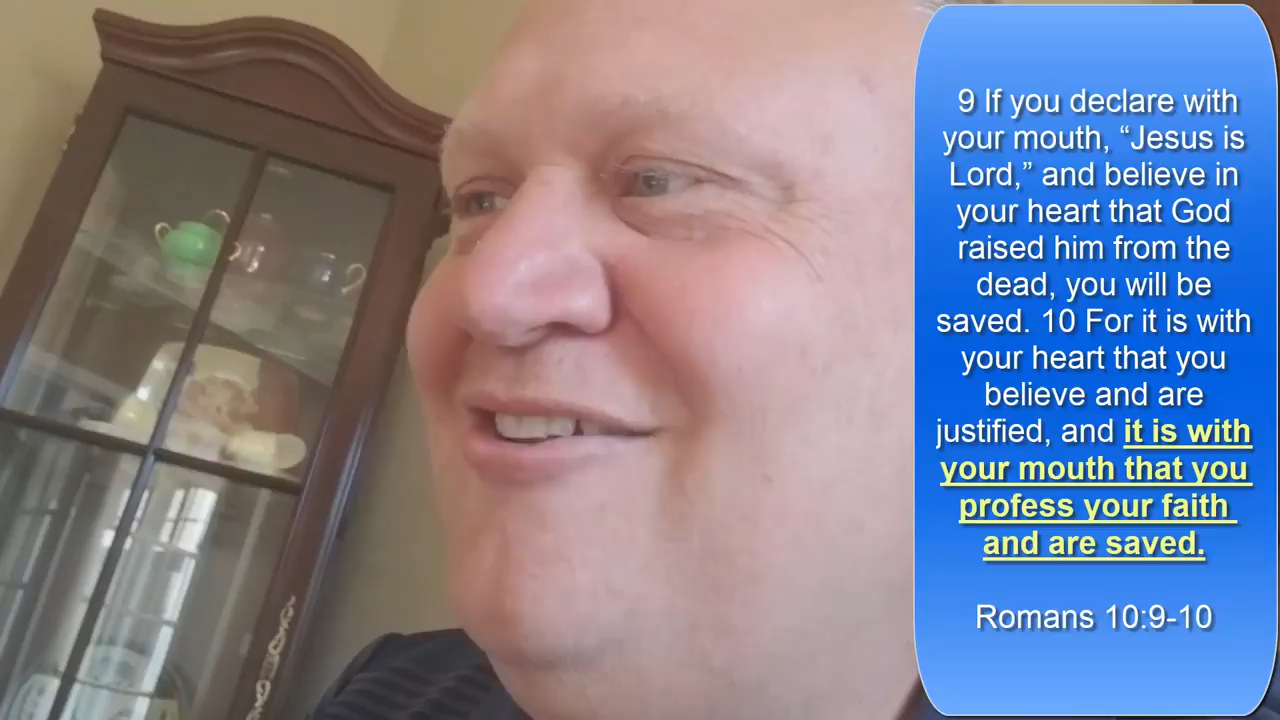 9 If you declare with
your mouth, “Jesus is
Lord,” and believe in
your heart that God
raised him from the
dead, you will be
saved. 10 For it is with
your heart that you
believe and are
justified, and it is with
your mouth that you
profess your faith
and are saved.
Romans 10:9-10